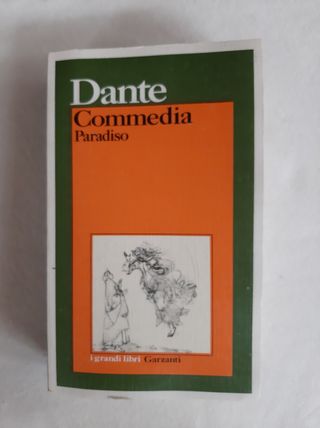 Dante
Commedia
Paradiso
i grandi libri Garzanti